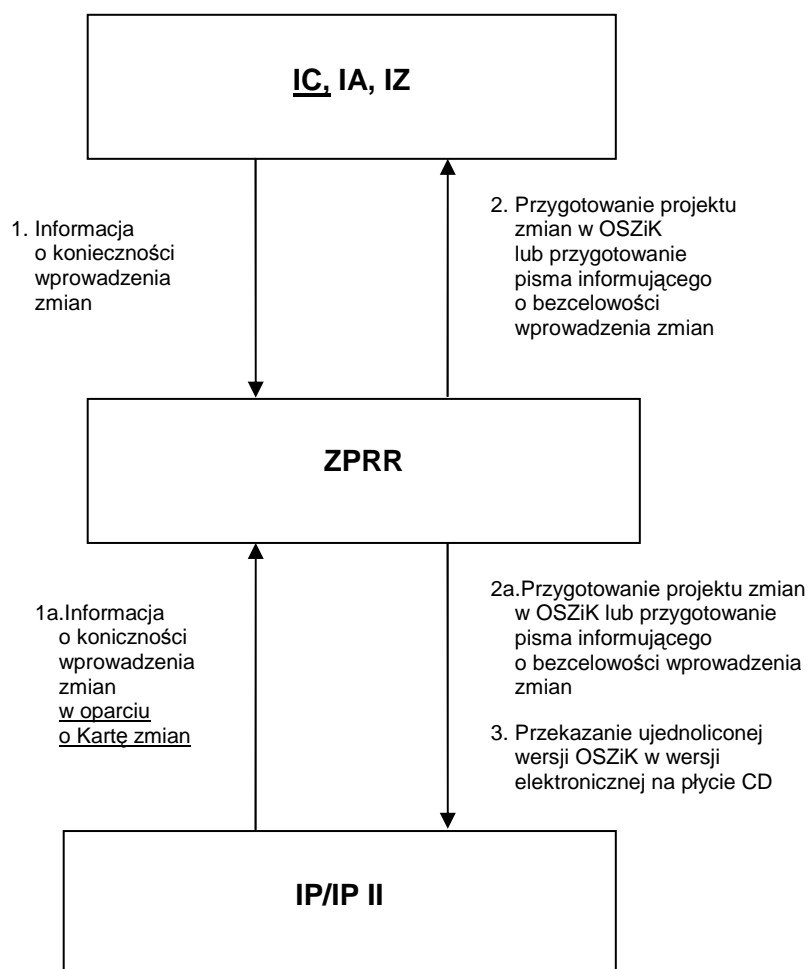 IC, IA, IZ
1. Informacja
o konieczności
wprowadzenia
zmian
2. Przygotowanie projektu
zmian w OSZiK
lub przygotowanie
pisma informującego
o bezcelowości
wprowadzenia zmian
ZPRR
1a.Informacja
o koniczności
wprowadzenia
zmian
w oparciu
o Kartę zmian
2a.Przygotowanie projektu zmian
w OSZiK lub przygotowanie
pisma informującego
o bezcelowości wprowadzenia
zmian
3. Przekazanie ujednoliconej
wersji OSZiK w wersji
elektronicznej na płycie CD
IP/IP II